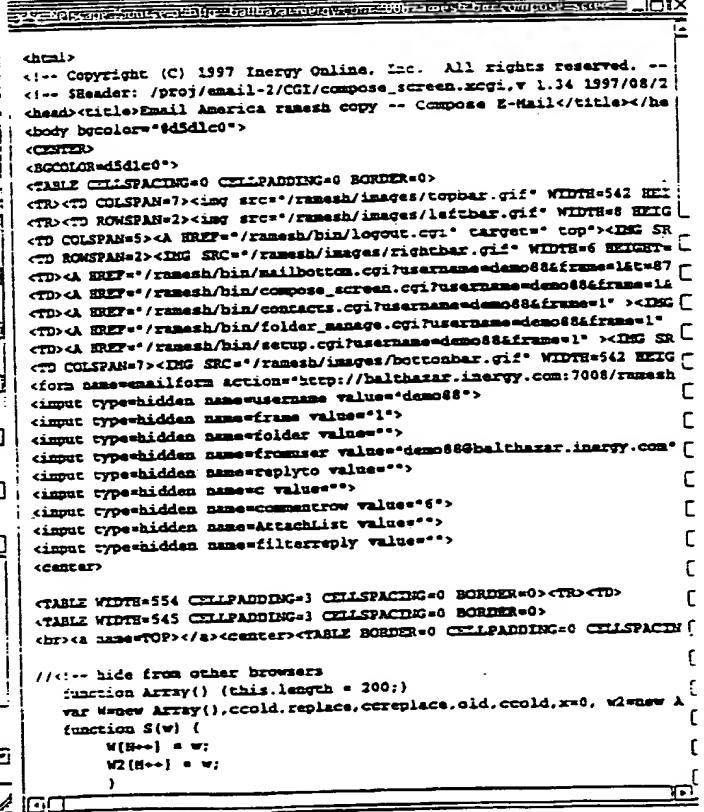 <html>
<!-- Copyright (C) 1997 Inergy Online, Inc. All rights reserved. --
<!-- $Header: /proj/email-2/CGI/compose_screen.xcgi,v 1.34 1997/08/2
<head><title>Email America ramesh copy -- Compose E-Mail</title></he
<body bgcolor="#d5d1c0">
<CENTER>
<BGCOLOR=d5d1c0">
<TABLE CELLSPACING=0 CELLPADDING=0 BORDER=0>
<TR><TD COLSPAN=7><img src="/ramesh/images/topbar.gif" WIDTH=542 HEI
<TR><TD ROWSPAN=2><img src="/ramesh/images/leftbar.gif" WIDTH=8 HEIG
<TD COLSPAN=5><A HREF="/ramesh/bin/logout.cgi" target="_top"><IMG SR
<TD ROWSPAN=2><IMG SRC="/ramesh/images/rightbar.gif" WIDTH=6 HEIGHT=
<TD><A HREF="/ramesh/bin/mailbottom.cgi?username=demo88&frame=1&t=87
<TD><A HREF="/ramesh/bin/compose_screen.cgi?username=demo88&frame=1&
<TD><A HREF="/ramesh/bin/contacts.cgi?username=demo88&frame=1" ><IMG
<TD><A HREF="/ramesh/bin/folder_manage.cgi?username=demo88&frame=1"
<TD><A HREF="/ramesh/bin/setup.cgi?username=demo88&frame=1" ><IMG SR
<TD COLSPAN=7><IMG SRC="/ramesh/images/bottonbar.gif" WIDTH=542 HEIG
<form name=emailform action="http://balthazar.inergy.com:7008/ramesh
<input type=hidden name=username value="demo88">
<input type=hidden name=frame value="1">
<input type=hidden name=folder value="">
<input type=hidden name=fromuser value="demo88@balthazar.inergy.com"
<input type=hidden name=replyto value="">
<input type=hidden name=c value="">
<input type=hidden name=commentrow value="6">
<input type=hidden name=AttachList value="">
<input type=hidden name=filterreply value="">
<center>
<TABLE WIDTH=554 CELLPADDING=3 CELLSPACING=0 BORDER=0><TR><TD>
<TABLE WIDTH=545 CELLPADDING=3 CELLSPACING=0 BORDER=0>
<br><a name=TOP></a><center><TABLE BORDER=0 CELLPADDING=0 CELLSPACIN
//<!-- hide from other browsers
function Array() {this.length = 200;}
var W=new Array(),ccold,replace,ccreplace,old,ccold,x=0, w2=new A
function S(w) {
W[H++] = w;
W2[H++] = w;
}